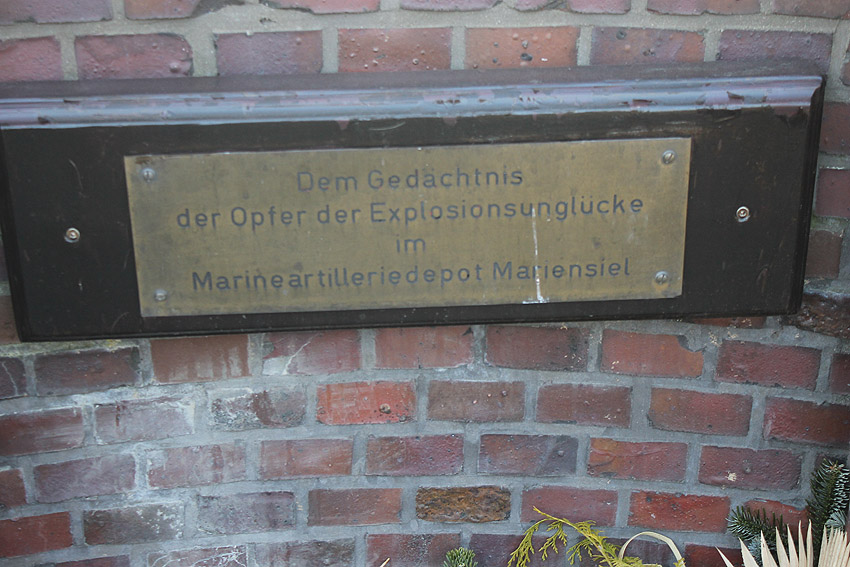 Dem Gedächtnis
der Opfer der Explosionsunglücke
im
Marineartilleriedepot Mariensiel